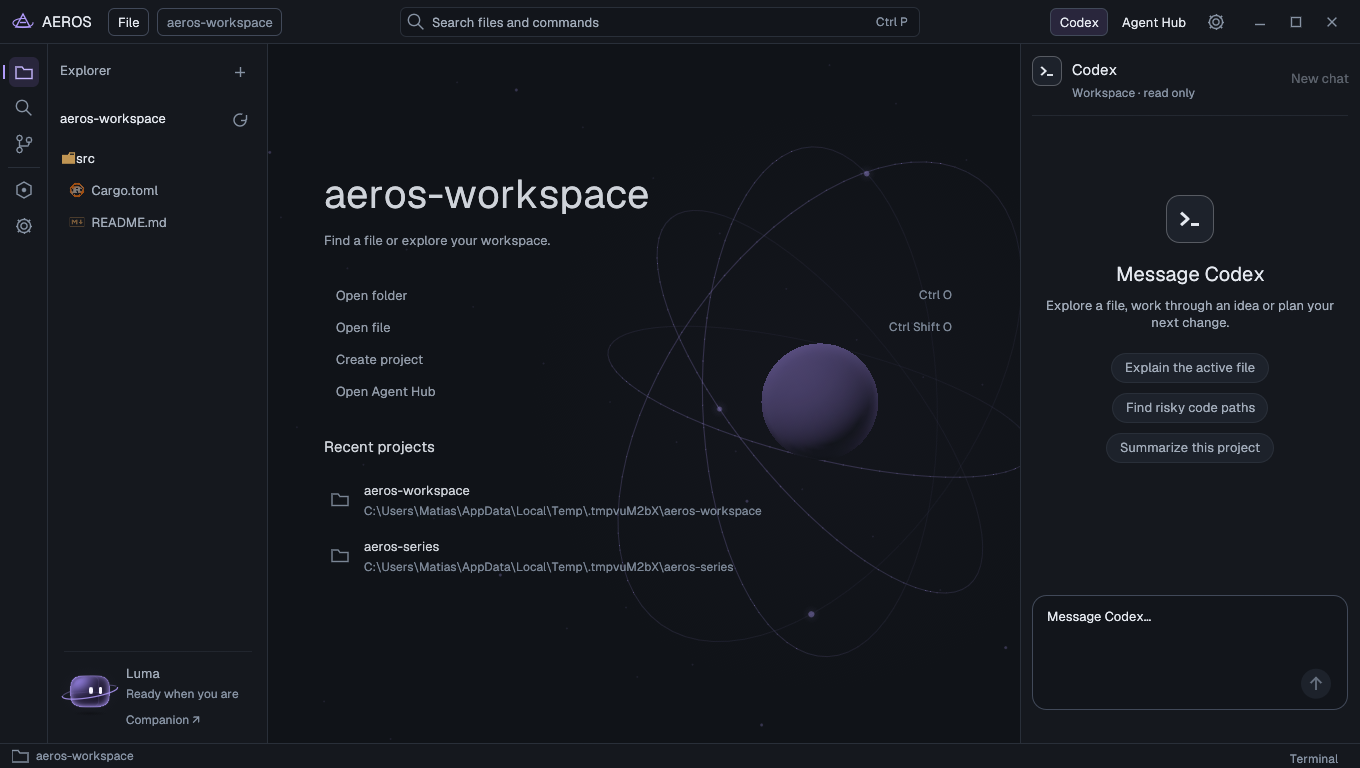 AEROS
File
aeros-workspace
Search files and commands
Ctrl P
Codex
Agent Hub
Explorer
aeros-workspace
src
Cargo.toml
README.md
Luma
Ready when you are
Companion ↗
aeros-workspace
Find a file or explore your workspace.
Open folder
Ctrl O
Open file
Ctrl Shift O
Create project
Open Agent Hub
Recent projects
aeros-workspace
C:\Users\Matias\AppData\Local\Temp\.tmpvuM2bX\aeros-workspace
aeros-series
C:\Users\Matias\AppData\Local\Temp\.tmpvuM2bX\aeros-series
Codex
Workspace · read only
New chat
Message Codex
Explore a file, work through an idea or plan your
next change.
Explain the active file
Find risky code paths
Summarize this project
Message Codex…
aeros-workspace
Terminal